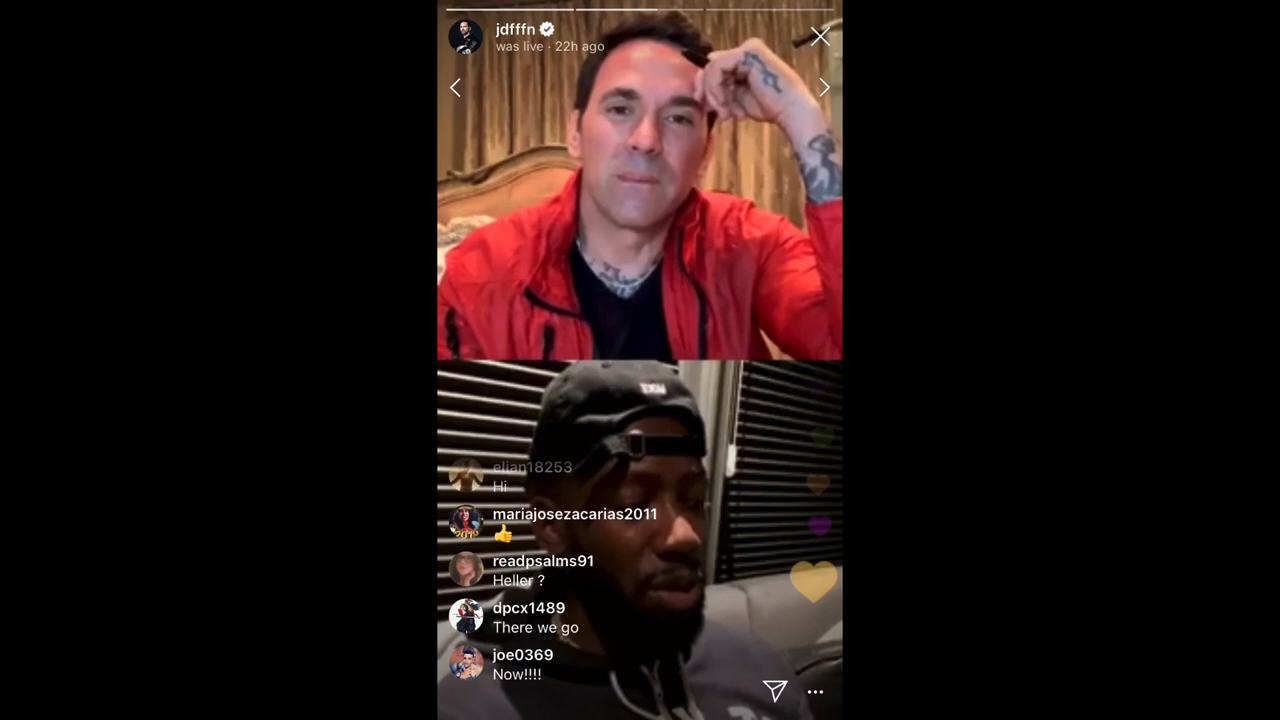 jdfffn
was live · 22h ago
elian18253
Hi
mariajosezacarias2011
👍
readpsalms91
Heller ?
dpcx1489
There we go
joe0369
Now!!!!